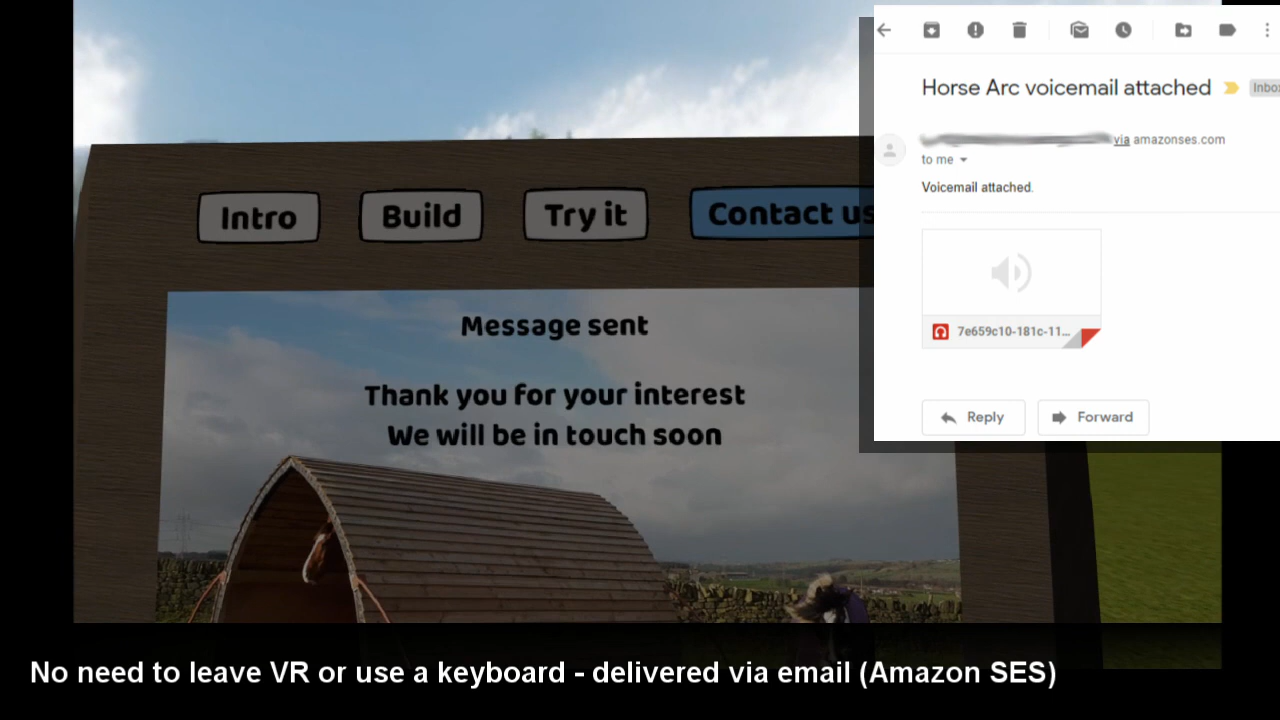 Horse Arc voicemail attached
via amazonses.com
to me
Voicemail attached.
7e659c10-181c-11...
Reply
Forward
Intro
Build
Try it
Contact us
Message sent
Thank you for your interest
We will be in touch soon
No need to leave VR or use a keyboard - delivered via email (Amazon SES)